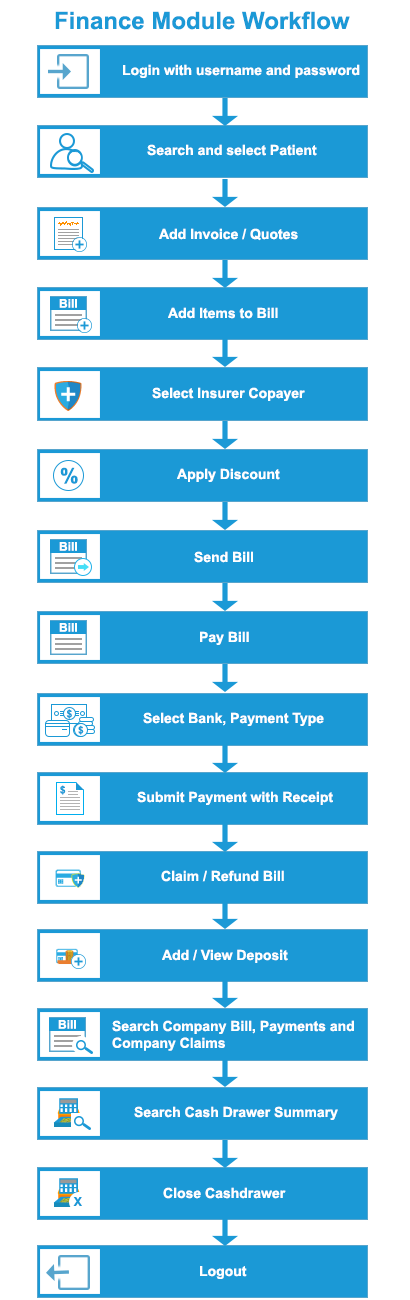 Finance Module Workflow
Login with username and password
Search and select Patient
Add Invoice / Quotes
Bill
Add Items to Bill
Select Insurer Copayer
%
Apply Discount
Bill
Send Bill
Bill
Pay Bill
$
$
Select Bank, Payment Type
$
Submit Payment with Receipt
Claim / Refund Bill
Add / View Deposit
Bill
Search Company Bill, Payments and
Company Claims
Search Cash Drawer Summary
X
Close Cashdrawer
Logout